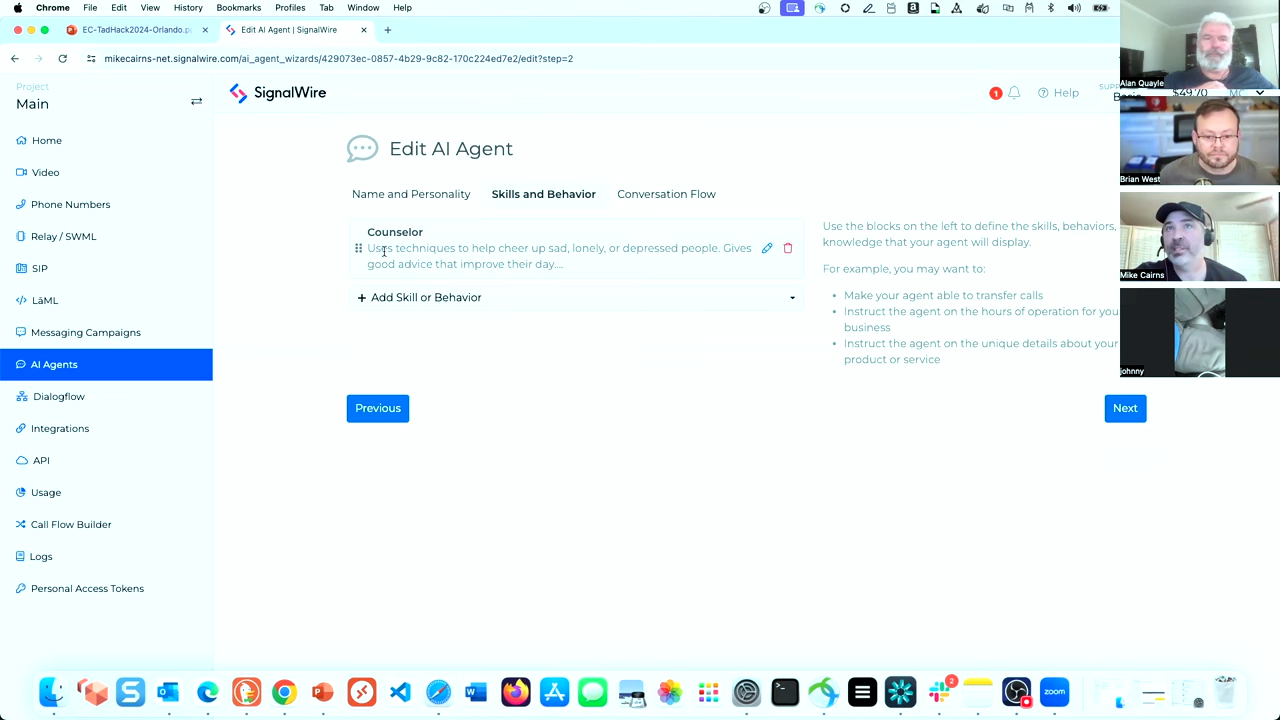 Chrome File Edit View History Bookmarks Profiles Tab Window Help
EC-TadHack2024-Orlando.p
Edit AI Agent | SignalWire
mikecairns-net.signalwire.com/ai_agent_wizards/429073ec-0857-4b29-9c82-170c224ed7e2/edit?step=2
Project
Main
SignalWire
1
Help
SUPP
Basic
$49.70
MC
Home
Video
Phone Numbers
Relay / SWML
SIP
LāML
Messaging Campaigns
AI Agents
Dialogflow
Integrations
API
Usage
Call Flow Builder
Logs
Personal Access Tokens
Edit AI Agent
Name and Personality
Skills and Behavior
Conversation Flow
Counselor
Uses techniques to help cheer up sad, lonely, or depressed people. Gives
good advice that improve their day....
+ Add Skill or Behavior
Use the blocks on the left to define the skills, behaviors,
knowledge that your agent will display.
For example, you may want to:
Make your agent able to transfer calls
Instruct the agent on the hours of operation for you
business
Instruct the agent on the unique details about your
product or service
Previous
Next
Alan Quayle
Brian West
Mike Cairns
johnny
2
zoom